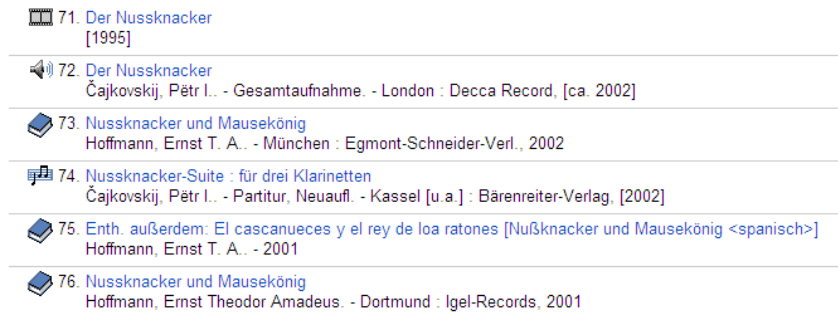 71. Der Nussknacker
[1995]
72. Der Nussknacker
Čajkovskij, Pëtr I.. - Gesamtaufnahme. - London : Decca Record, [ca. 2002]
73. Nussknacker und Mausekönig
Hoffmann, Ernst T. A.. - München : Egmont-Schneider-Verl., 2002
74. Nussknacker-Suite : für drei Klarinetten
Čajkovskij, Pëtr I.. - Partitur, Neuaufl. - Kassel [u.a.] : Bärenreiter-Verlag, [2002]
75. Enth. außerdem: El cascanueces y el rey de loa ratones [Nußknacker und Mausekönig <spanisch>]
Hoffmann, Ernst T. A.. - 2001
76. Nussknacker und Mausekönig
Hoffmann, Ernst Theodor Amadeus. - Dortmund : Igel-Records, 2001